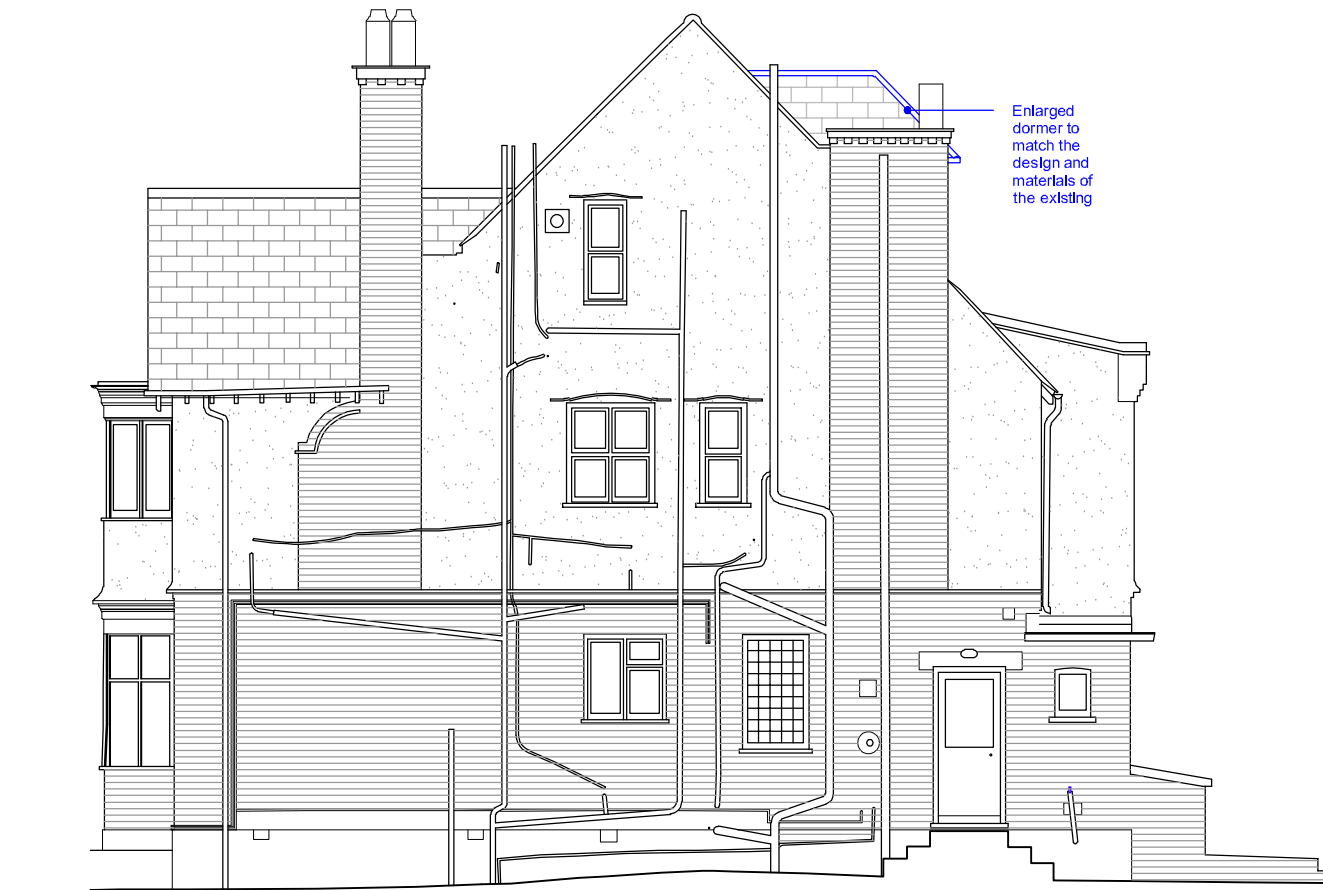 Enlarged
dormer to
match the
design and
materials of
the existing